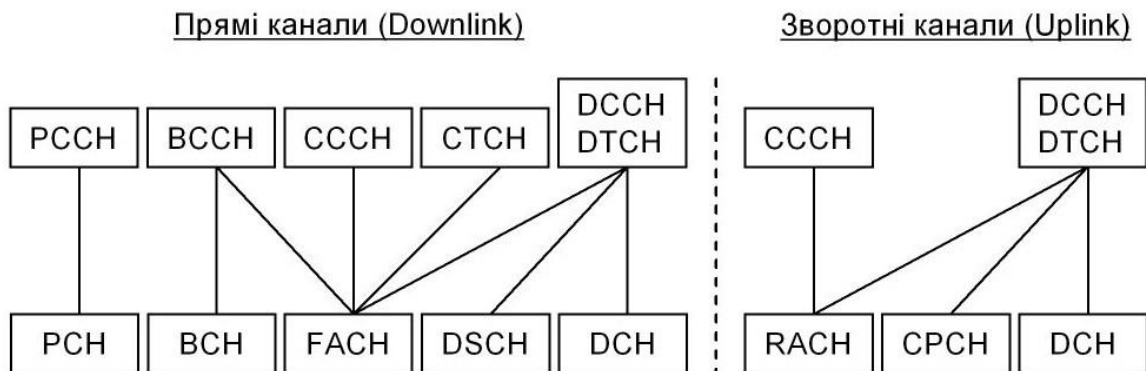 Прямі канали (Downlink)
Зворотні канали (Uplink)
PCCH
BCCH
CCCH
CTCH
DCCH
DTCH
CCCH
DCCH
DTCH
PCH
BCH
FACH
DSCH
DCH
RACH
CPCH
DCH